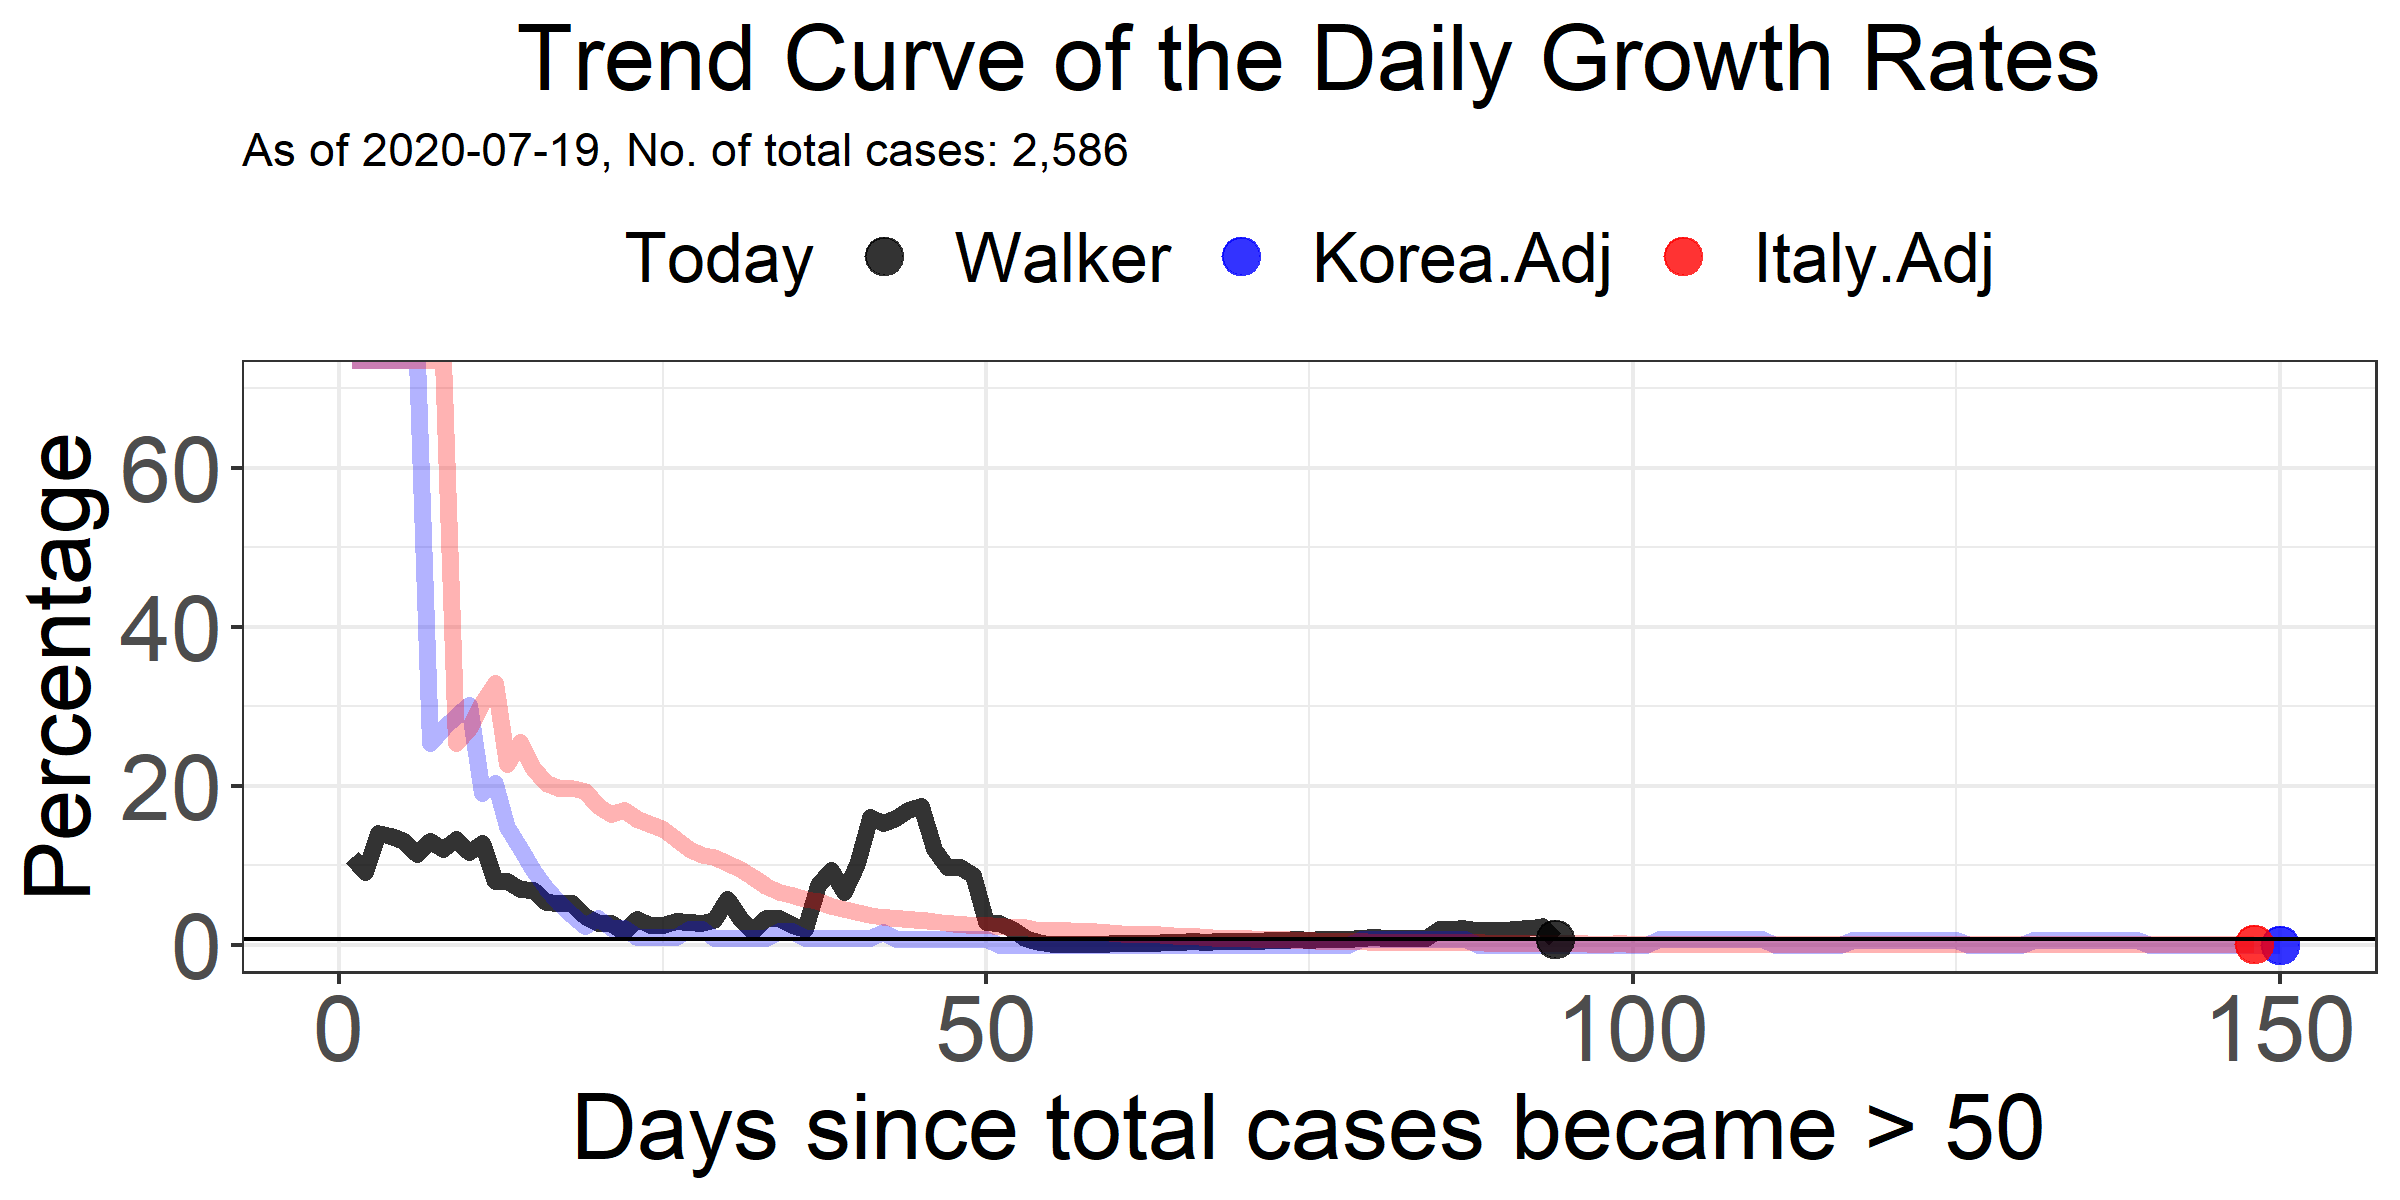 Trend Curve of the Daily Growth Rates
As of 2020-07-19, No. of total cases: 2,586
Today Walker Korea.Adj Italy.Adj
Percentage
60
40
20
0
0 50 100 150
Days since total cases became > 50